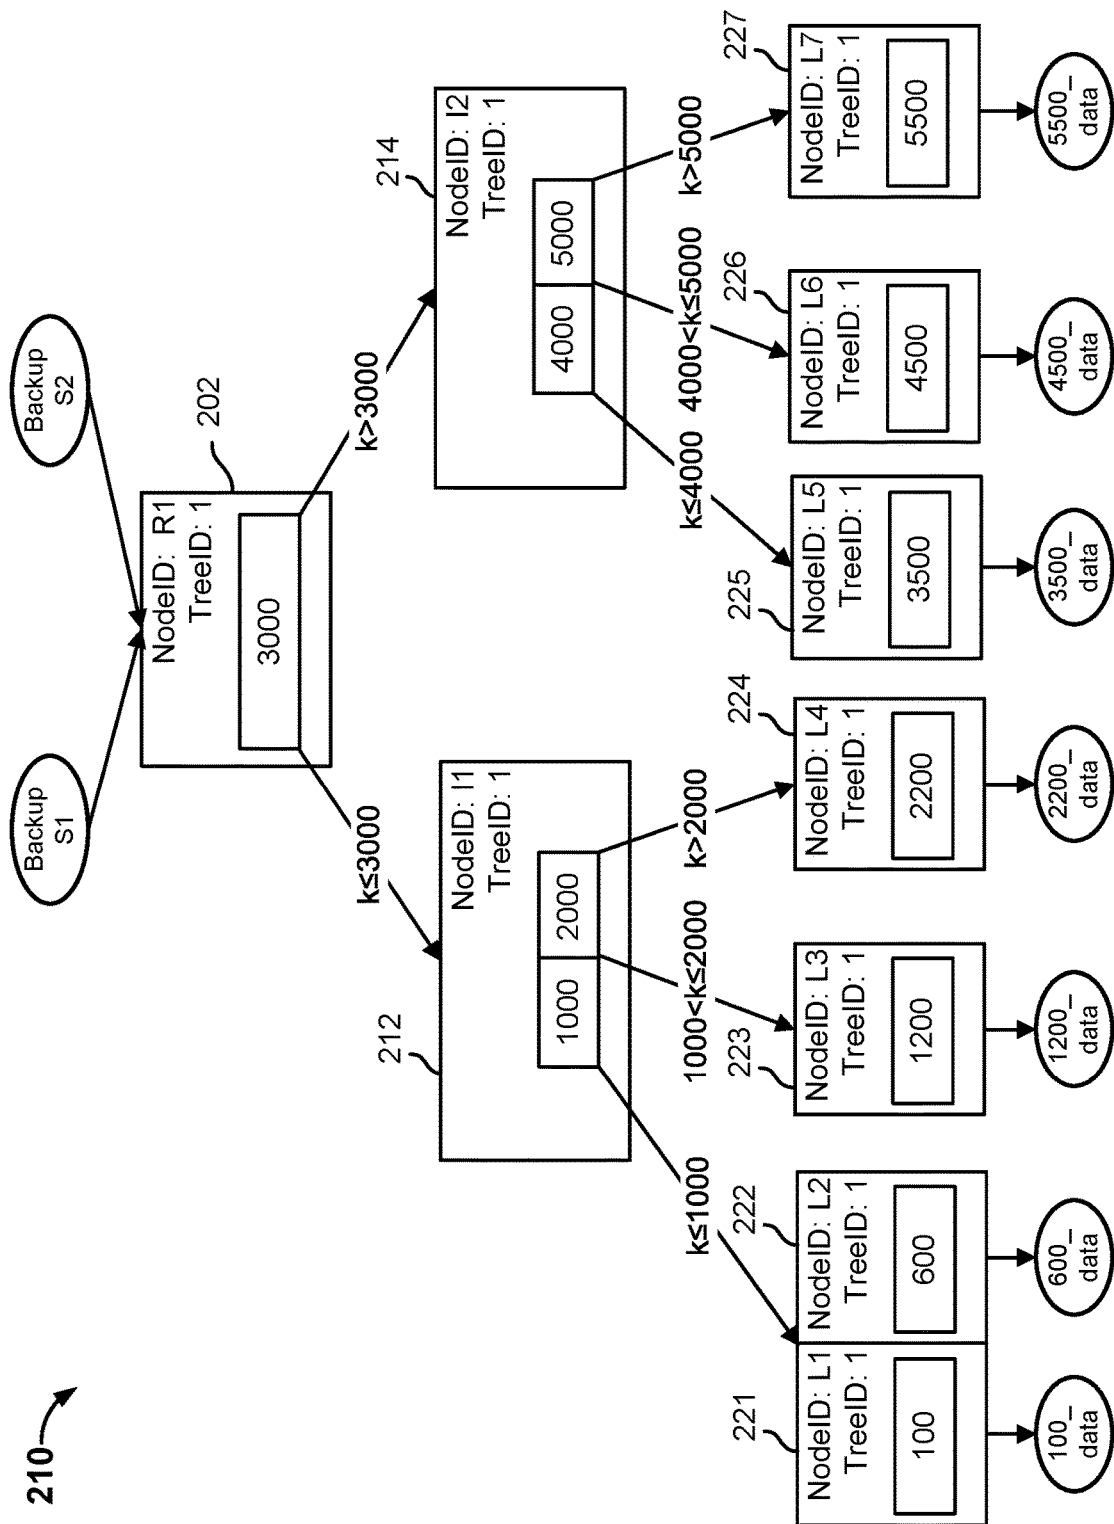 210
Backup
S1
Backup
S2
202
NodeID: R1
TreeID: 1
3000
k≤3000
k>3000
212
NodeID: I1
TreeID: 1
1000
2000
214
NodeID: I2
TreeID: 1
4000
5000
k≤1000
1000<k≤2000
k>2000
k≤4000
4000<k≤5000
k>5000
221
NodeID: L1
TreeID: 1
100
222
NodeID: L2
TreeID: 1
600
223
NodeID: L3
TreeID: 1
1200
224
NodeID: L4
TreeID: 1
2200
225
NodeID: L5
TreeID: 1
3500
226
NodeID: L6
TreeID: 1
4500
227
NodeID: L7
TreeID: 1
5500
100_
data
600_
data
1200_
data
2200_
data
3500_
data
4500_
data
5500_
data